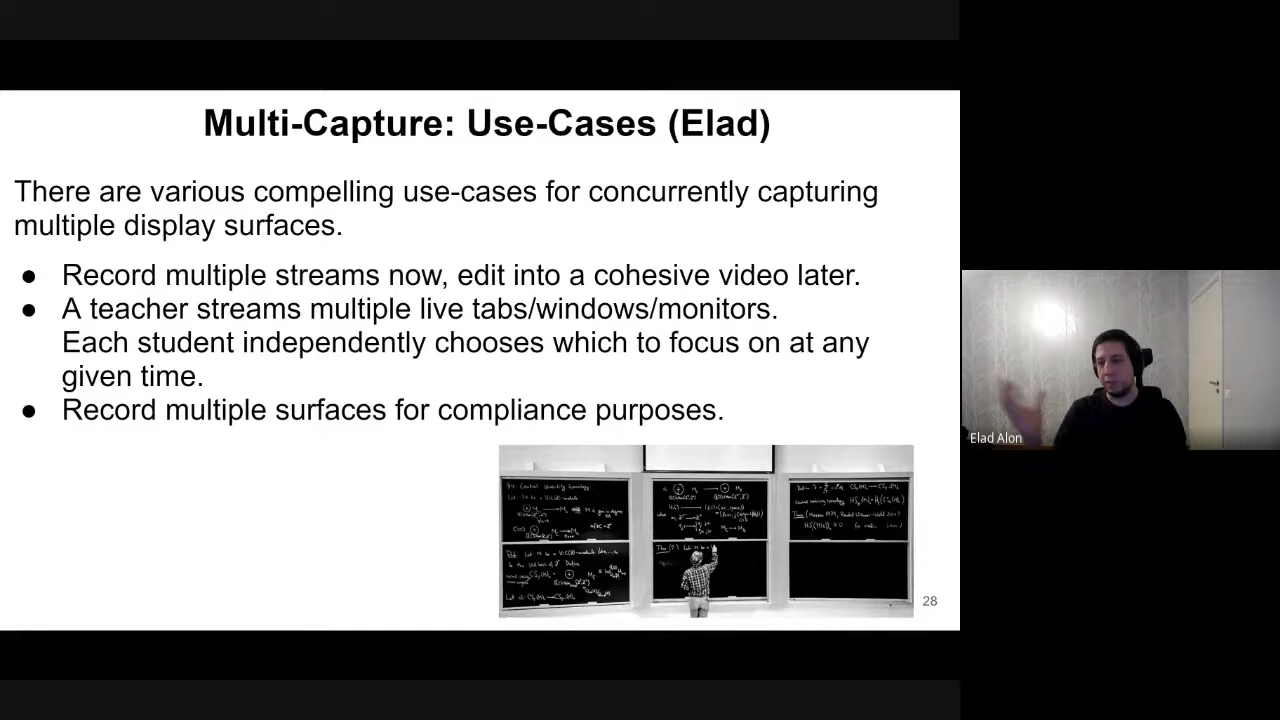 Multi-Capture: Use-Cases (Elad)
There are various compelling use-cases for concurrently capturing
multiple display surfaces.
● Record multiple streams now, edit into a cohesive video later.
● A teacher streams multiple live tabs/windows/monitors.
Each student independently chooses which to focus on at any
given time.
● Record multiple surfaces for compliance purposes.
28
Elad Alon